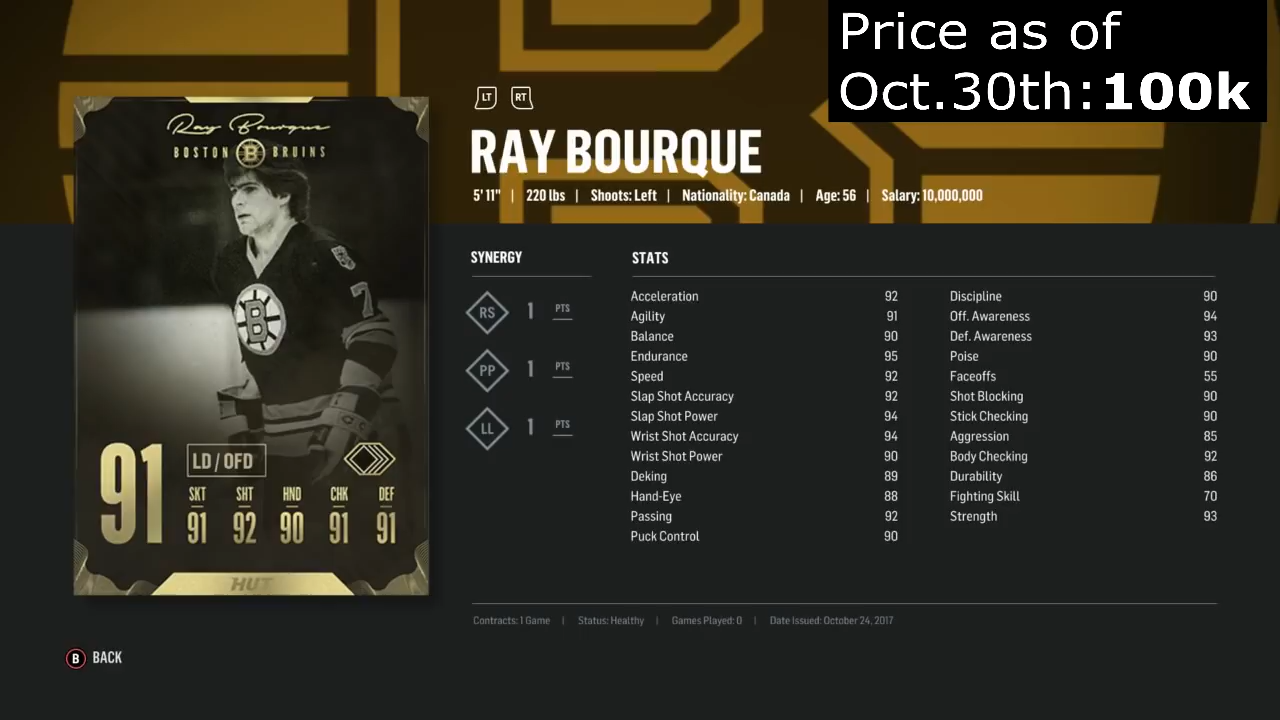 Price as of
Oct.30th:100k
LT RT
RAY BOURQUE
5' 11" | 220 lbs | Shoots: Left | Nationality: Canada | Age: 56 | Salary: 10,000,000
Ray Bourque
BOSTON B BRUINS
7
B
91
LD / OFD
SKT SHT HND CHK DEF
91 92 90 91 91
HUT
SYNERGY
RS 1 PTS
PP 1 PTS
LL 1 PTS
STATS
Acceleration 92
Agility 91
Balance 90
Endurance 95
Speed 92
Slap Shot Accuracy 92
Slap Shot Power 94
Wrist Shot Accuracy 94
Wrist Shot Power 90
Deking 89
Hand-Eye 88
Passing 92
Puck Control 90
Discipline 90
Off. Awareness 94
Def. Awareness 93
Poise 90
Faceoffs 55
Shot Blocking 90
Stick Checking 90
Aggression 85
Body Checking 92
Durability 86
Fighting Skill 70
Strength 93
Contracts: 1 Game | Status: Healthy | Games Played: 0 | Date Issued: October 24, 2017
B BACK